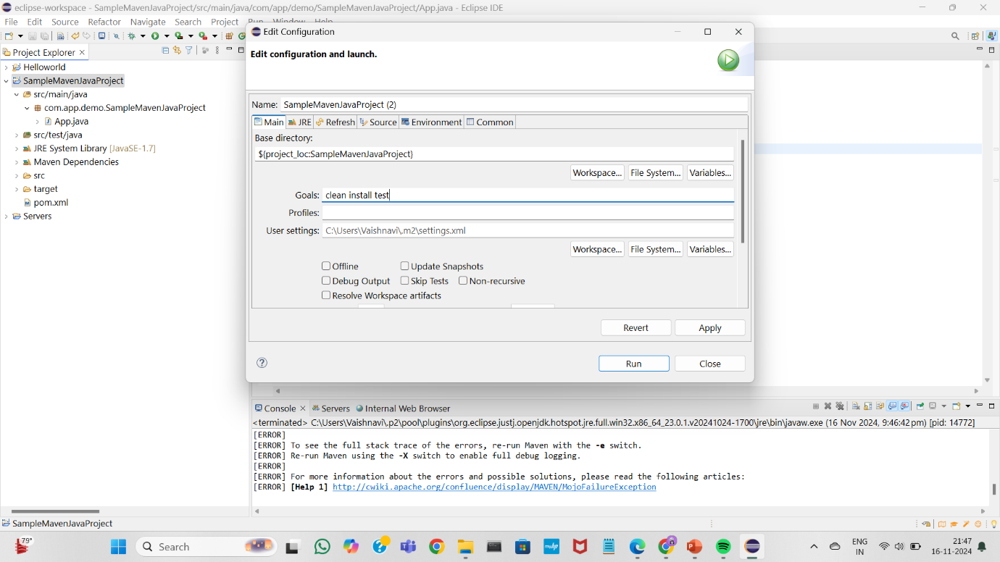 eclipse-workspace - SampleMavenJavaProject/src/main/java/com/app/demo/SampleMavenJavaProject/App.java - Eclipse IDE
File Edit Source Refactor Navigate Search Project Run Window Help
Project Explorer
Helloworld
SampleMavenJavaProject
src/main/java
com.app.demo.SampleMavenJavaProject
App.java
src/test/java
JRE System Library [JavaSE-1.7]
Maven Dependencies
src
target
pom.xml
Servers
Edit Configuration
Edit configuration and launch.
Name: SampleMavenJavaProject (2)
Main JRE Refresh Source Environment Common
Base directory:
${project_loc:SampleMavenJavaProject}
Workspace... File System... Variables...
Goals: clean install test
Profiles:
User settings: C:\Users\Vaishnavi\.m2\settings.xml
Workspace... File System... Variables...
Offline Update Snapshots
Debug Output Skip Tests Non-recursive
Resolve Workspace artifacts
Revert Apply
Run Close
Console Servers Internal Web Browser
<terminated> C:\Users\Vaishnavi\.p2\pool\plugins\org.eclipse.justj.openjdk.hotspot.jre.full.win32.x86_64_23.0.1.v20241024-1700\jre\bin\javaw.exe (16 Nov 2024, 9:46:42 pm) [pid: 14772]
[ERROR]
[ERROR] To see the full stack trace of the errors, re-run Maven with the -e switch.
[ERROR] Re-run Maven using the -X switch to enable full debug logging.
[ERROR]
[ERROR] For more information about the errors and possible solutions, please read the following articles:
[ERROR] [Help 1] http://cwiki.apache.org/confluence/display/MAVEN/MojoFailureException
SampleMavenJavaProject
79°
Search
myhp
ENG
IN
21:47
16-11-2024